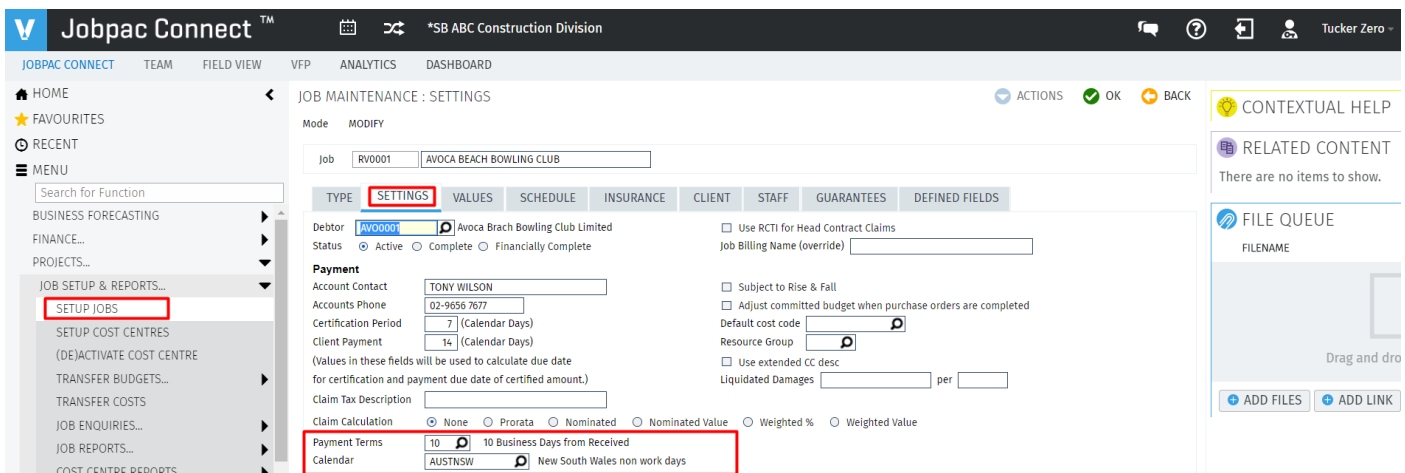 V Jobpac Connect ™ *SB ABC Construction Division Tucker Zero
JOBPAC CONNECT TEAM FIELD VIEW VFP ANALYTICS DASHBOARD
HOME
FAVOURITES
RECENT
MENU
Search for Function
BUSINESS FORECASTING
FINANCE...
PROJECTS...
JOB SETUP & REPORTS...
SETUP JOBS
SETUP COST CENTRES
(DE)ACTIVATE COST CENTRE
TRANSFER BUDGETS...
TRANSFER COSTS
JOB ENQUIRIES...
JOB REPORTS...
COST CENTRE REPORTS
JOB MAINTENANCE : SETTINGS ACTIONS OK BACK
Mode MODIFY
Job RV0001 AVOCA BEACH BOWLING CLUB
TYPE SETTINGS VALUES SCHEDULE INSURANCE CLIENT STAFF GUARANTEES DEFINED FIELDS
Debtor AVO0001 Avoca Brach Bowling Club Limited Use RCTI for Head Contract Claims
Status Active Complete Financially Complete Job Billing Name (override)
Payment
Account Contact TONY WILSON Subject to Rise & Fall
Accounts Phone 02-9656 7677 Adjust committed budget when purchase orders are completed
Certification Period 7 (Calendar Days) Default cost code
Client Payment 14 (Calendar Days) Resource Group
(Values in these fields will be used to calculate due date Use extended CC desc
for certification and payment due date of certified amount.) Liquidated Damages per
Claim Tax Description
Claim Calculation None Prorata Nominated Nominated Value Weighted % Weighted Value
Payment Terms 10 10 Business Days from Received
Calendar AUSTNSW New South Wales non work days
CONTEXTUAL HELP
RELATED CONTENT
There are no items to show.
FILE QUEUE
FILENAME
Drag and dro
ADD FILES ADD LINK